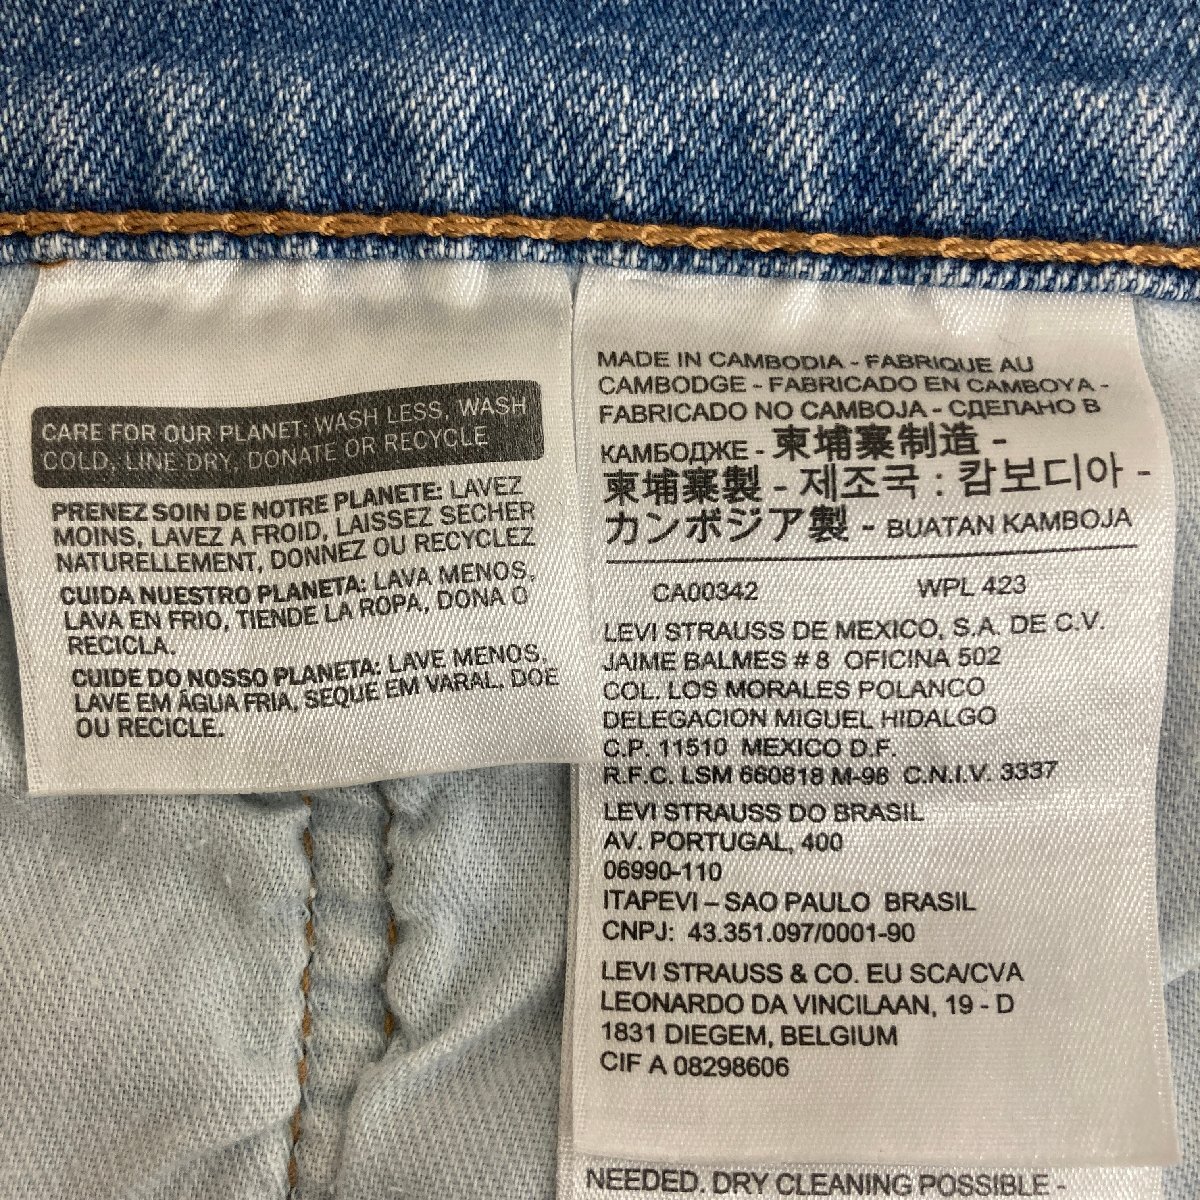 CARE FOR OUR PLANET: WASH LESS, WASH
COLD, LINE DRY, DONATE OR RECYCLE
PRENEZ SOIN DE NOTRE PLANETE: LAVEZ
MOINS, LAVEZ A FROID, LAISSEZ SECHER
NATURELLEMENT, DONNEZ OU RECYCLEZ
CUIDA NUESTRO PLANETA: LAVA MENOS,
LAVA EN FRIO, TIENDE LA ROPA, DONA O
RECICLA.
CUIDE DO NOSSO PLANETA: LAVE MENOS,
LAVE EM ÁGUA FRIA, SEQUE EM VARAL, DOE
OU RECICLE.
MADE IN CAMBODIA - FABRIQUE AU
CAMBODGE - FABRICADO EN CAMBOYA -
FABRICADO NO CAMBOJA - СДЕЛАНО В
КАМБОДЖЕ - 柬埔寨制造 -
柬埔寨製 - 제조국 : 캄보디아 -
カンボジア製 - BUATAN KAMBOJA
CA00342 WPL 423
LEVI STRAUSS DE MEXICO, S.A. DE C.V.
JAIME BALMES # 8 OFICINA 502
COL. LOS MORALES POLANCO
DELEGACION MIGUEL HIDALGO
C.P. 11510 MEXICO D.F.
R.F.C. LSM 660818 M-98 C.N.I.V. 3337
LEVI STRAUSS DO BRASIL
AV. PORTUGAL, 400
06990-110
ITAPEVI – SAO PAULO BRASIL
CNPJ: 43.351.097/0001-90
LEVI STRAUSS & CO. EU SCA/CVA
LEONARDO DA VINCILAAN, 19 - D
1831 DIEGEM, BELGIUM
CIF A 08298606
NEEDED. DRY CLEANING POSSIBLE -